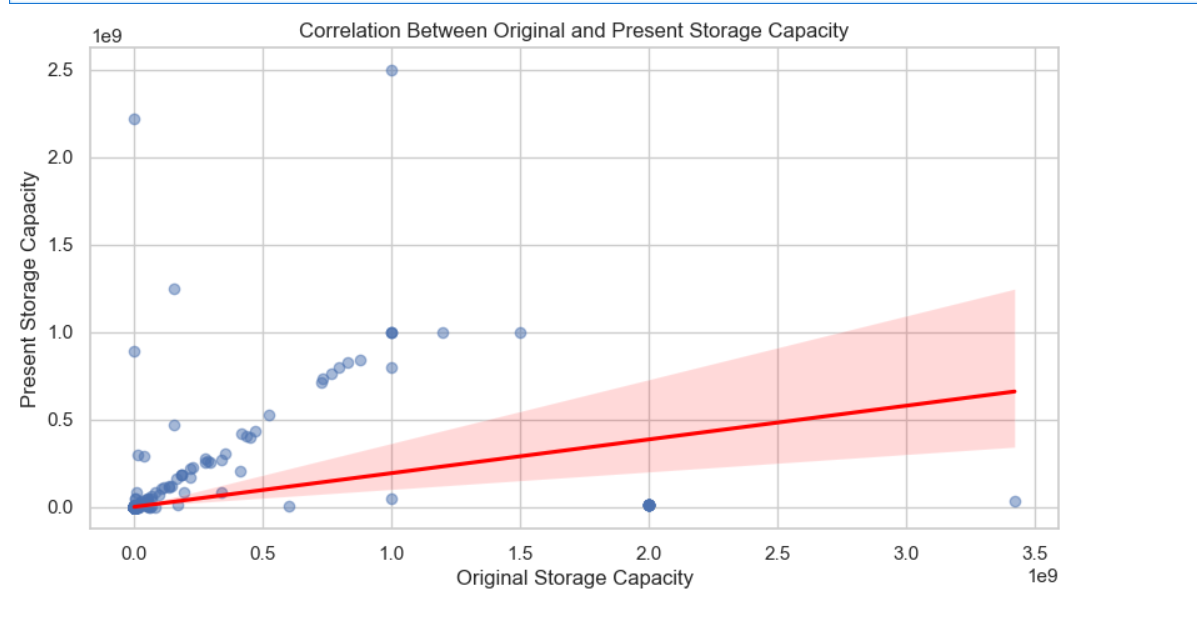 Correlation Between Original and Present Storage Capacity
1e9
2.5
2.0
1.5
1.0
0.5
0.0
Present Storage Capacity
0.0 0.5 1.0 1.5 2.0 2.5 3.0 3.5
Original Storage Capacity
1e9